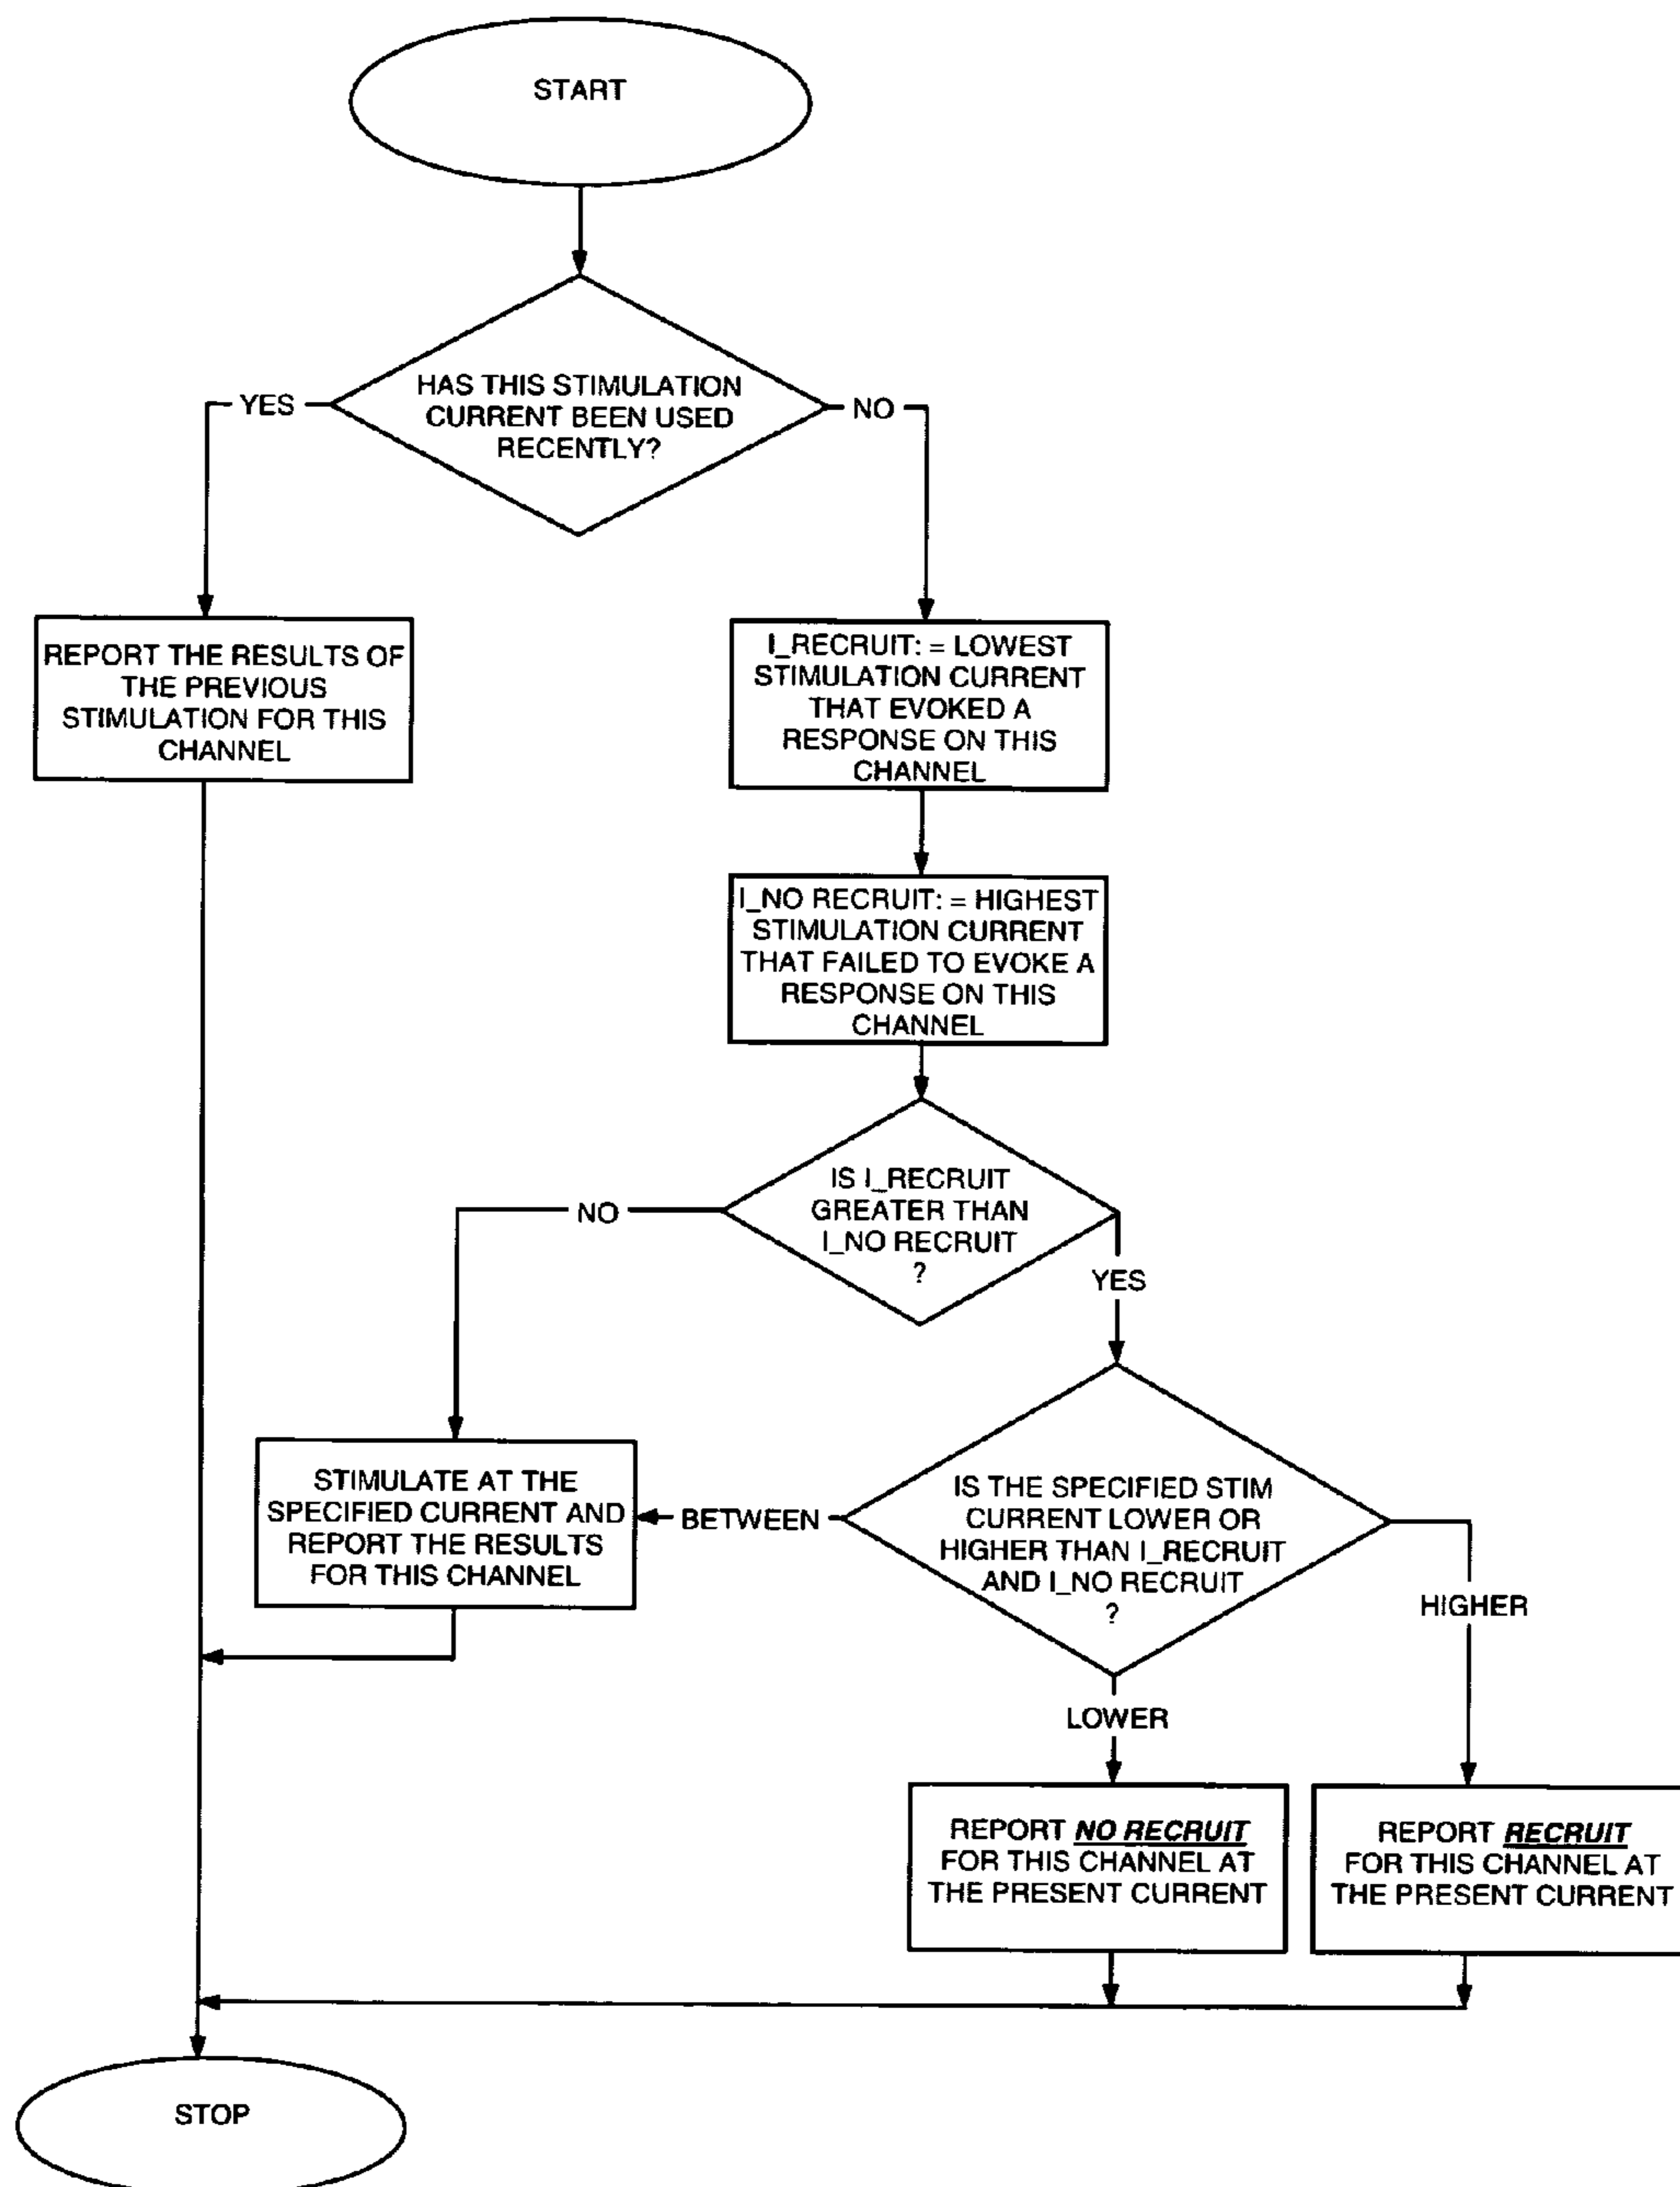 START
HAS THIS STIMULATION
CURRENT BEEN USED
RECENTLY?
YES
NO
REPORT THE RESULTS OF
THE PREVIOUS
STIMULATION FOR THIS
CHANNEL
I_RECRUIT: = LOWEST
STIMULATION CURRENT
THAT EVOKED A
RESPONSE ON THIS
CHANNEL
I_NO RECRUIT: = HIGHEST
STIMULATION CURRENT
THAT FAILED TO EVOKE A
RESPONSE ON THIS
CHANNEL
IS I_RECRUIT
GREATER THAN
I_NO RECRUIT
?
NO
YES
STIMULATE AT THE
SPECIFIED CURRENT AND
REPORT THE RESULTS
FOR THIS CHANNEL
BETWEEN
IS THE SPECIFIED STIM
CURRENT LOWER OR
HIGHER THAN I_RECRUIT
AND I_NO RECRUIT
?
HIGHER
LOWER
REPORT NO RECRUIT
FOR THIS CHANNEL AT
THE PRESENT CURRENT
REPORT RECRUIT
FOR THIS CHANNEL AT
THE PRESENT CURRENT
STOP